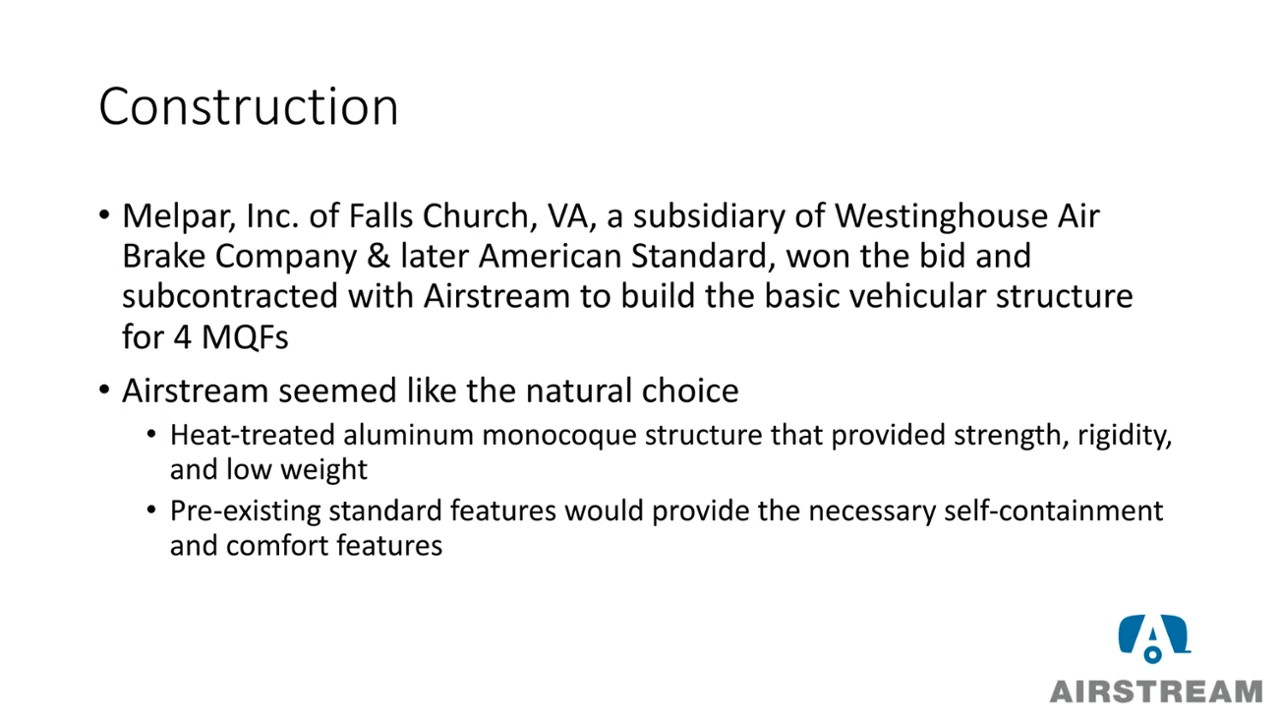 Construction
• Melpar, Inc. of Falls Church, VA, a subsidiary of Westinghouse Air
Brake Company & later American Standard, won the bid and
subcontracted with Airstream to build the basic vehicular structure
for 4 MQFs
• Airstream seemed like the natural choice
• Heat-treated aluminum monocoque structure that provided strength, rigidity,
and low weight
• Pre-existing standard features would provide the necessary self-containment
and comfort features
AIRSTREAM